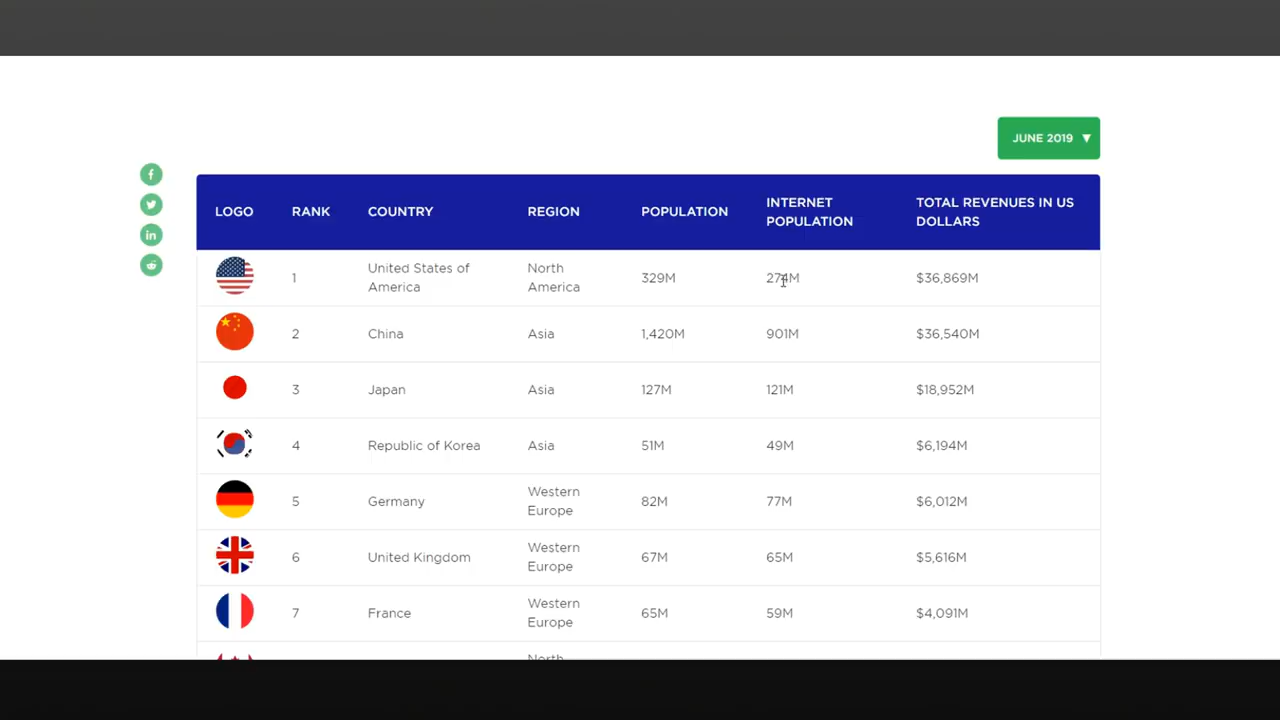 JUNE 2019 ▼
LOGO RANK COUNTRY REGION POPULATION INTERNET POPULATION TOTAL REVENUES IN US DOLLARS
1 United States of America North America 329M 274M $36,869M
2 China Asia 1,420M 901M $36,540M
3 Japan Asia 127M 121M $18,952M
4 Republic of Korea Asia 51M 49M $6,194M
5 Germany Western Europe 82M 77M $6,012M
6 United Kingdom Western Europe 67M 65M $5,616M
7 France Western Europe 65M 59M $4,091M
North